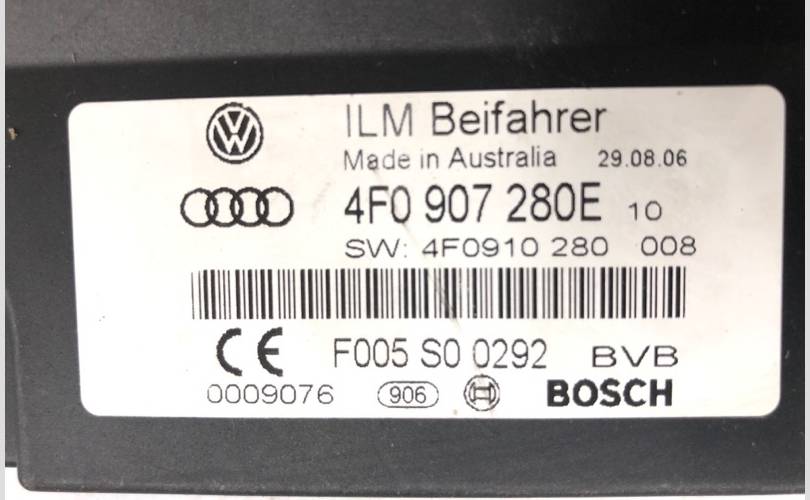 ILM Beifahrer
Made in Australia 29.08.06
4F0 907 280E 10
SW: 4F0910 280 008
CE F005 S0 0292 BVB
0009076 906 BOSCH